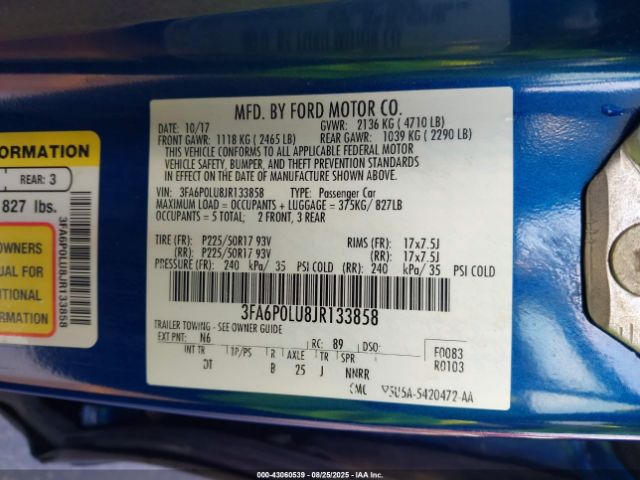 MFD. BY FORD MOTOR CO.
DATE: 10/17 GVWR: 2136 KG ( 4710 LB)
FRONT GAWR: 1118 KG ( 2465 LB) REAR GAWR: 1039 KG ( 2290 LB)
THIS VEHICLE CONFORMS TO ALL APPLICABLE FEDERAL MOTOR
VEHICLE SAFETY, BUMPER, AND THEFT PREVENTION STANDARDS
IN EFFECT ON THE DATE OF MANUFACTURE SHOWN ABOVE.
VIN: 3FA6P0LU8JR133858 TYPE: Passenger Car
MAXIMUM LOAD = OCCUPANTS + LUGGAGE = 375KG/ 827LB
OCCUPANTS = 5 TOTAL; 2 FRONT, 3 REAR
TIRE (FR): P225/50R17 93V RIMS (FR): 17x7.5J
(RR): P225/50R17 93V (RR): 17x7.5J
PRESSURE (FR): 240 kPa/ 35 PSI COLD (RR): 240 kPa/ 35 PSI COLD
3FA6P0LU8JR133858
TRAILER TOWING - SEE OWNER GUIDE
EXT PNT: N6 RC: 89 DSO: F0083
INT TR TP/PS R AXLE TR SPR R0103
DT B 25 J NNRR
5U5A-5420472-AA
ORMATION
REAR: 3
827 lbs.
OWNERS
UAL FOR
ITIONAL
RMATION
3FA6P0LU8JR133858
000-43060539 - 08/25/2025 - IAAI.COM